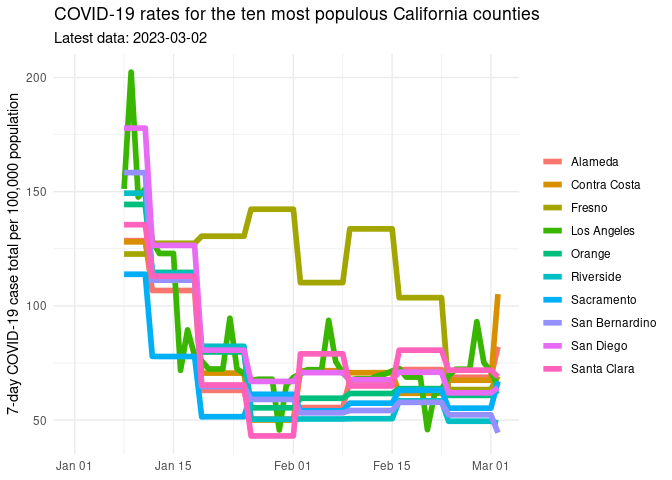 COVID-19 rates for the ten most populous California counties
Latest data: 2023-03-02
7-day COVID-19 case total per 100,000 population
200
150
100
50
Jan 01
Jan 15
Feb 01
Feb 15
Mar 01
Alameda
Contra Costa
Fresno
Los Angeles
Orange
Riverside
Sacramento
San Bernardino
San Diego
Santa Clara